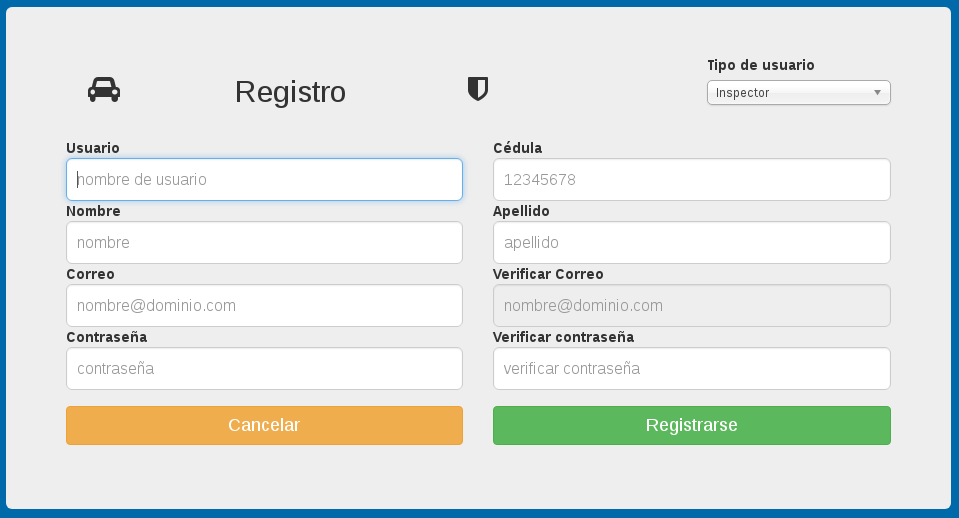 Registro
Tipo de usuario
Inspector
Usuario
nombre de usuario
Cédula
12345678
Nombre
nombre
Apellido
apellido
Correo
nombre@dominio.com
Verificar Correo
nombre@dominio.com
Contraseña
contraseña
Verificar contraseña
verificar contraseña
Cancelar
Registrarse